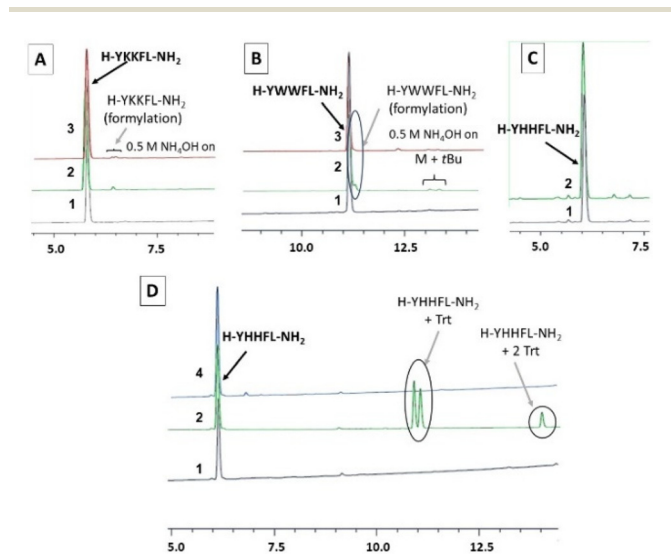 A
H-YKKFL-NH₂
H-YKKFL-NH₂
(formylation)
0.5 M NH₄OH on
3
2
1
5.0 7.5
B
H-YWWFL-NH₂
H-YWWFL-NH₂
(formylation)
0.5 M NH₄OH on
3
M + tBu
2
1
10.0 12.5
C
H-YHHFL-NH₂
2
1
5.0 7.5
D
H-YHHFL-NH₂
H-YHHFL-NH₂
+ Trt
H-YHHFL-NH₂
+ 2 Trt
4
2
1
5.0 7.5 10.0 12.5